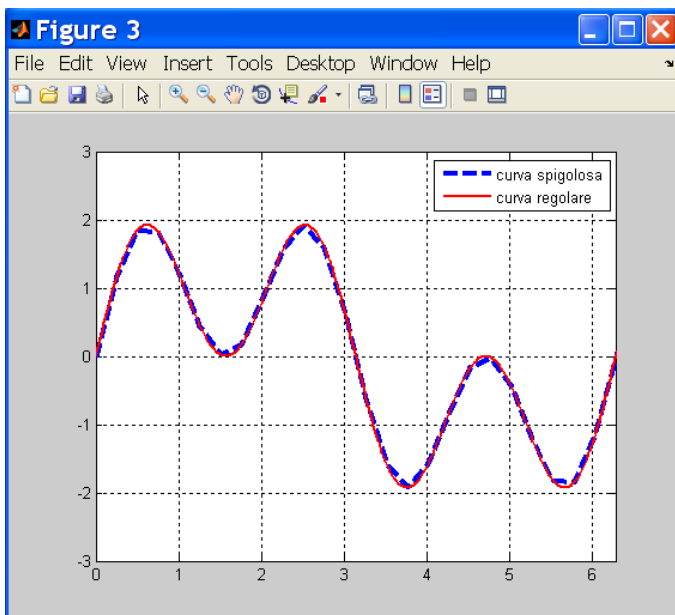 Figure 3
File Edit View Insert Tools Desktop Window Help
3
curva spigolosa
curva regolare
2
1
0
-1
-2
-3
0 1 2 3 4 5 6